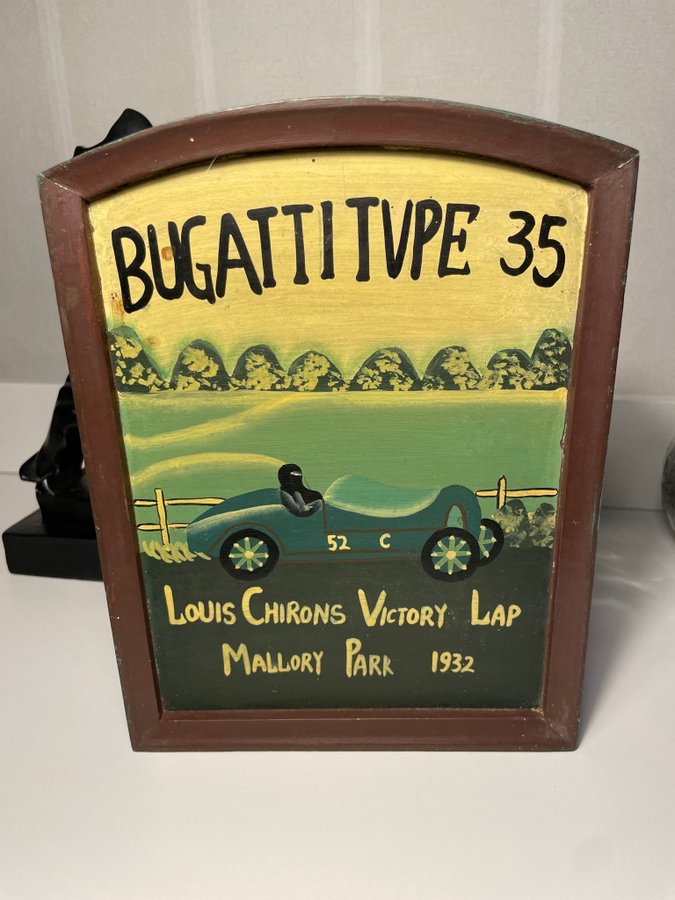 BUGATTI TVPE 35
52 C
LOUIS CHIRONS VICTORY LAP
MALLORY PARK 1932